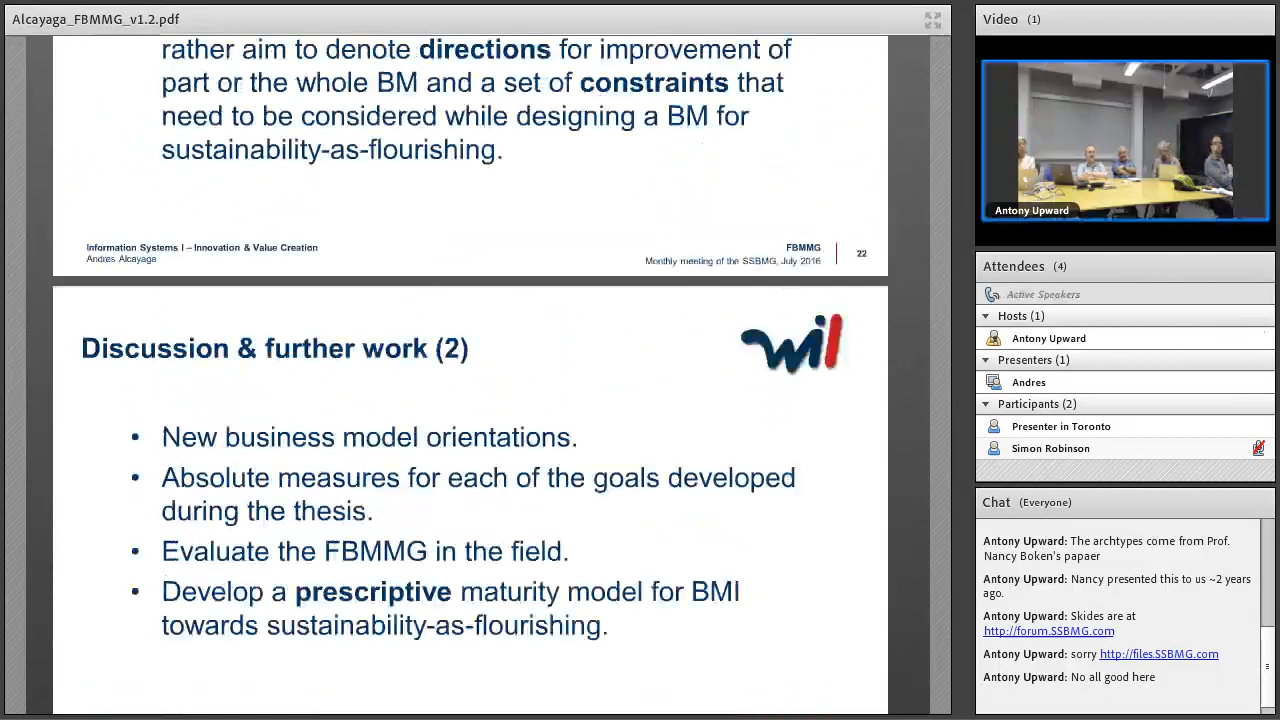 Alcayaga_FBMMG_v1.2.pdf
rather aim to denote directions for improvement of
part or the whole BM and a set of constraints that
need to be considered while designing a BM for
sustainability-as-flourishing.
Information Systems I – Innovation & Value Creation
Andres Alcayaga
FBMMG
Monthly meeting of the SSBMG, July 2016
22
Discussion & further work (2)
wil
• New business model orientations.
• Absolute measures for each of the goals developed
during the thesis.
• Evaluate the FBMMG in the field.
• Develop a prescriptive maturity model for BMI
towards sustainability-as-flourishing.
Video (1)
Antony Upward
Attendees (4)
Active Speakers
Hosts (1)
Antony Upward
Presenters (1)
Andres
Participants (2)
Presenter in Toronto
Simon Robinson
Chat (Everyone)
Antony Upward: The archtypes come from Prof.
Nancy Boken's papaer
Antony Upward: Nancy presented this to us ~2 years
ago.
Antony Upward: Skides are at
http://forum.SSBMG.com
Antony Upward: sorry http://files.SSBMG.com
Antony Upward: No all good here